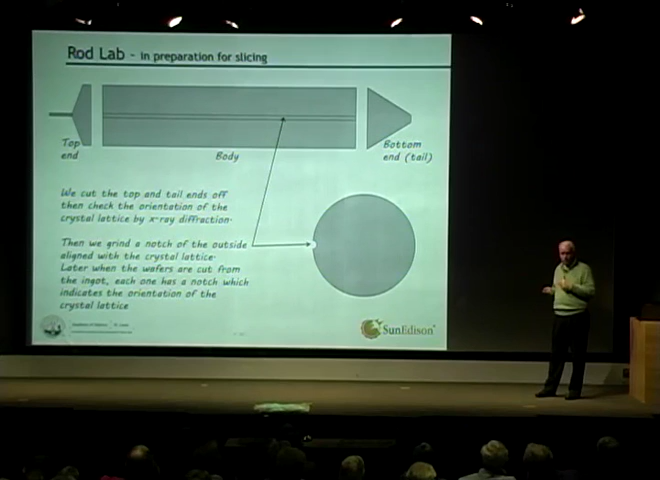 Rod Lab - in preparation for slicing
Top
end
Body
Bottom
end (tail)
We cut the top and tail ends off
then check the orientation of the
crystal lattice by x-ray diffraction.
Then we grind a notch of the outside
aligned with the crystal lattice.
Later when the wafers are cut from
the ingot, each one has a notch which
indicates the orientation of the
crystal lattice
SunEdison